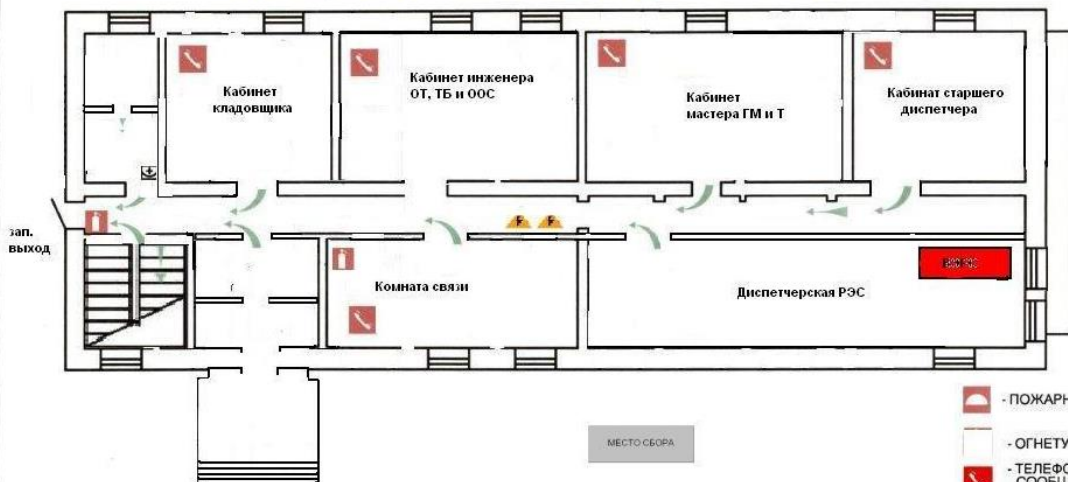 Кабинет
кладовщика
Кабинет инженера
ОТ, ТБ и ООС
Кабинет
мастера ГМ и Т
Кабинат старшего
диспетчера
зап.
выход
Комната связи
Диспетчерская РЭС
МЕСТО СБОРА
- ПОЖАРН
- ОГНЕТУ
- ТЕЛЕФО
СООБЩ